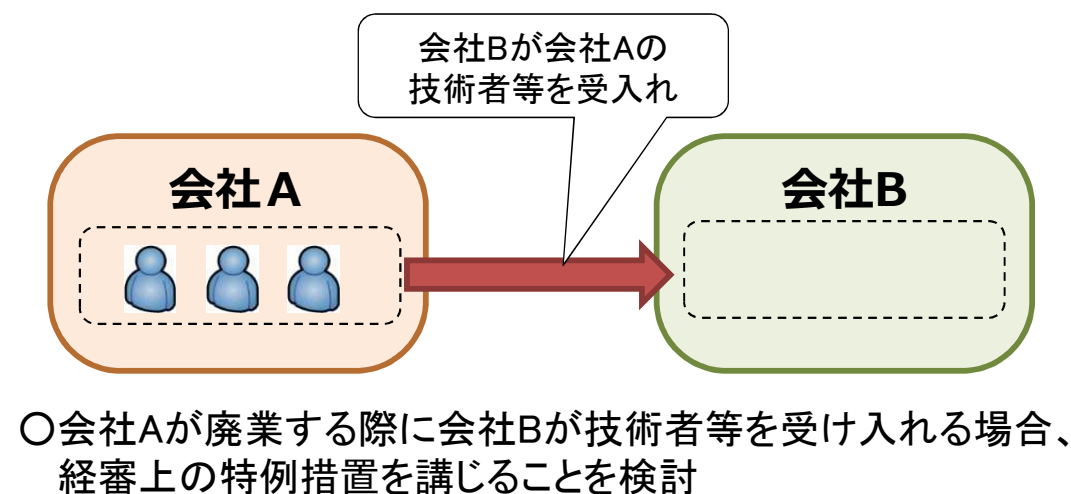 会社Bが会社Aの
技術者等を受入れ
会社A
会社B
○会社Aが廃業する際に会社Bが技術者等を受け入れる場合、
経審上の特例措置を講じることを検討